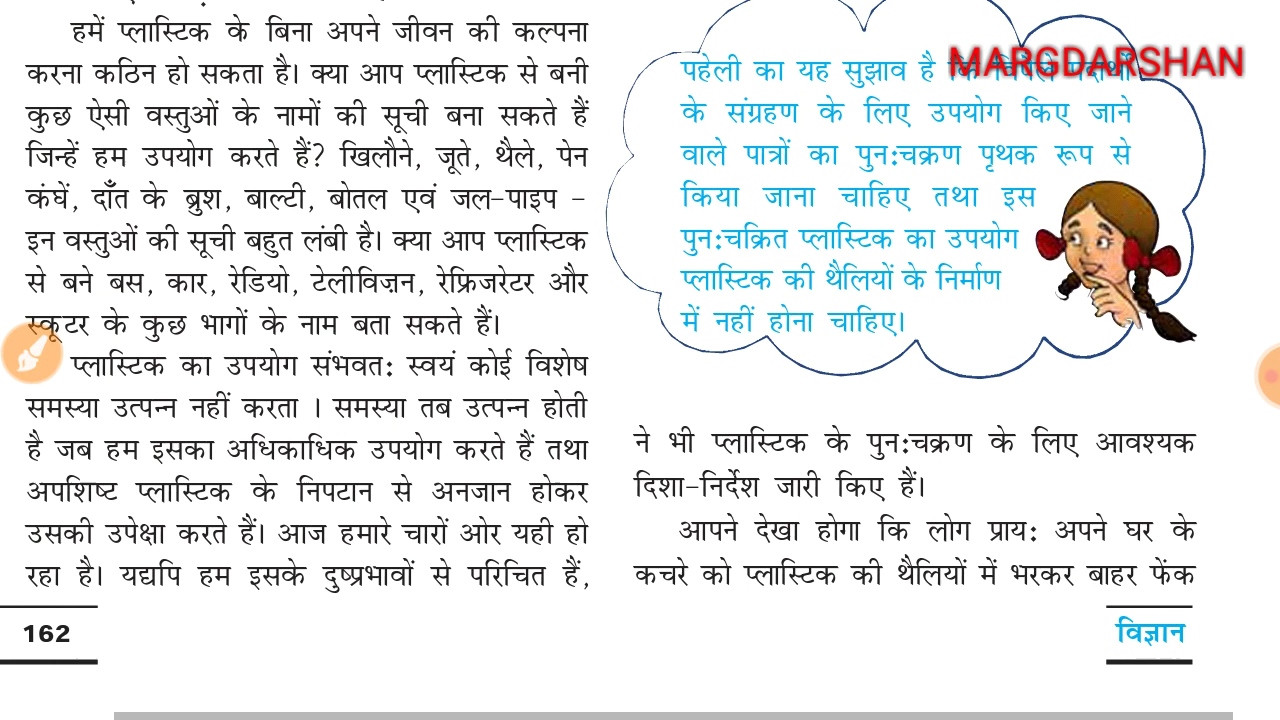 हमें प्लास्टिक के बिना अपने जीवन की कल्पना
करना कठिन हो सकता है। क्या आप प्लास्टिक से बनी
कुछ ऐसी वस्तुओं के नामों की सूची बना सकते हैं
जिन्हें हम उपयोग करते हैं? खिलौने, जूते, थैले, पेन
कंघें, दाँत के ब्रुश, बाल्टी, बोतल एवं जल-पाइप -
इन वस्तुओं की सूची बहुत लंबी है। क्या आप प्लास्टिक
से बने बस, कार, रेडियो, टेलीविज़न, रेफ्रिजरेटर और
स्कूटर के कुछ भागों के नाम बता सकते हैं।
प्लास्टिक का उपयोग संभवत: स्वयं कोई विशेष
समस्या उत्पन्न नहीं करता । समस्या तब उत्पन्न होती
है जब हम इसका अधिकाधिक उपयोग करते हैं तथा
अपशिष्ट प्लास्टिक के निपटान से अनजान होकर
उसकी उपेक्षा करते हैं। आज हमारे चारों ओर यही हो
रहा है। यद्यपि हम इसके दुष्प्रभावों से परिचित हैं,
162
MARGDARSHAN
पहेली का यह सुझाव है कि विषैले पदार्थों
के संग्रहण के लिए उपयोग किए जाने
वाले पात्रों का पुन:चक्रण पृथक रूप से
किया जाना चाहिए तथा इस
पुन:चक्रित प्लास्टिक का उपयोग
प्लास्टिक की थैलियों के निर्माण
में नहीं होना चाहिए।
ने भी प्लास्टिक के पुन:चक्रण के लिए आवश्यक
दिशा-निर्देश जारी किए हैं।
आपने देखा होगा कि लोग प्राय: अपने घर के
कचरे को प्लास्टिक की थैलियों में भरकर बाहर फेंक
विज्ञान